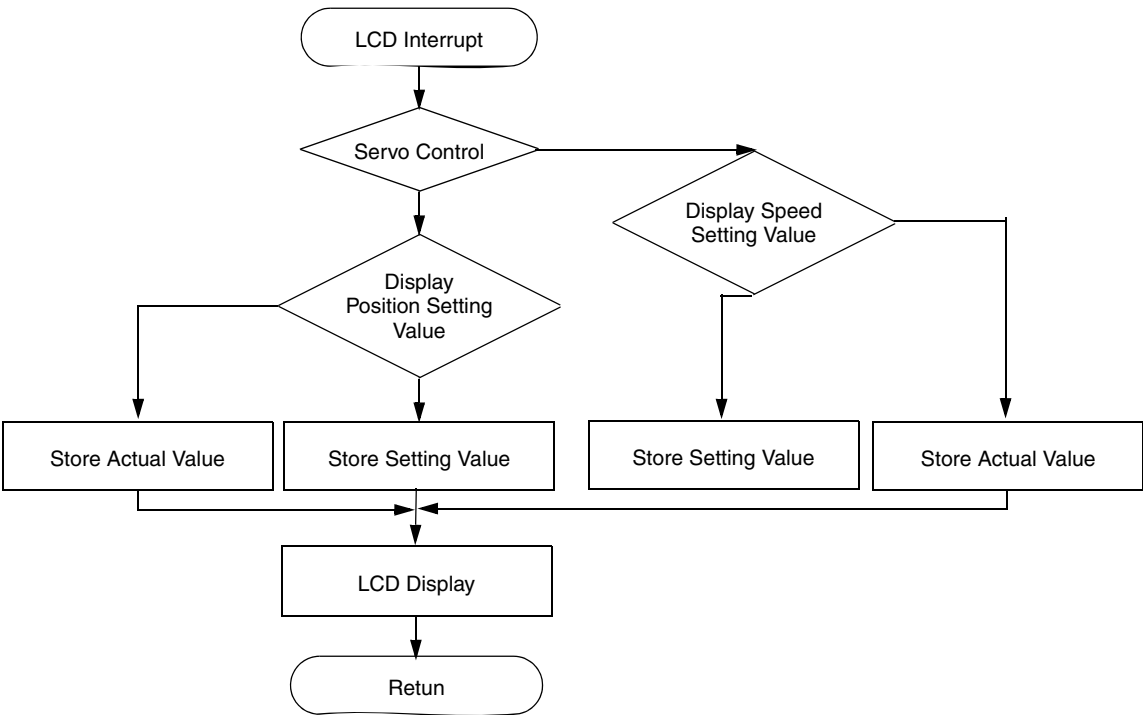 LCD Interrupt
Servo Control
Display Speed
Setting Value
Display
Position Setting
Value
Store Actual Value
Store Setting Value
Store Setting Value
Store Actual Value
LCD Display
Retun